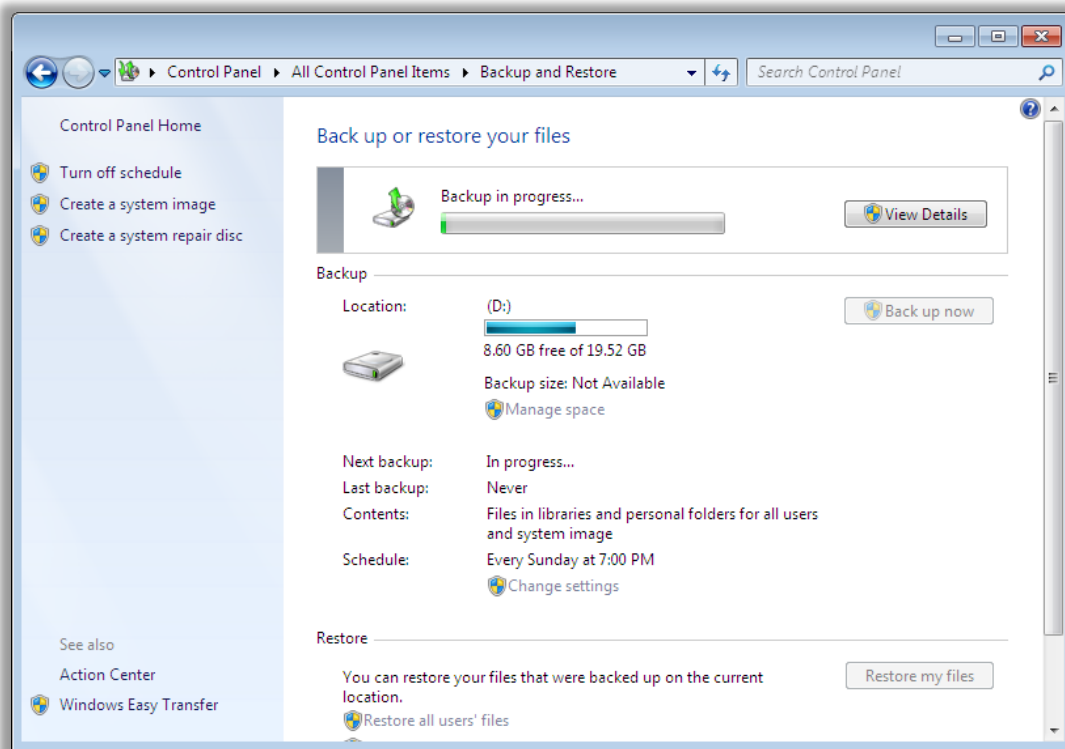 Control Panel
All Control Panel Items
Backup and Restore
Search Control Panel
Control Panel Home
Turn off schedule
Create a system image
Create a system repair disc
See also
Action Center
Windows Easy Transfer
Back up or restore your files
Backup in progress...
View Details
Backup
Location:
(D:)
Back up now
8.60 GB free of 19.52 GB
Backup size: Not Available
Manage space
Next backup:
In progress...
Last backup:
Never
Contents:
Files in libraries and personal folders for all users
and system image
Schedule:
Every Sunday at 7:00 PM
Change settings
Restore
You can restore your files that were backed up on the current
location.
Restore my files
Restore all users' files